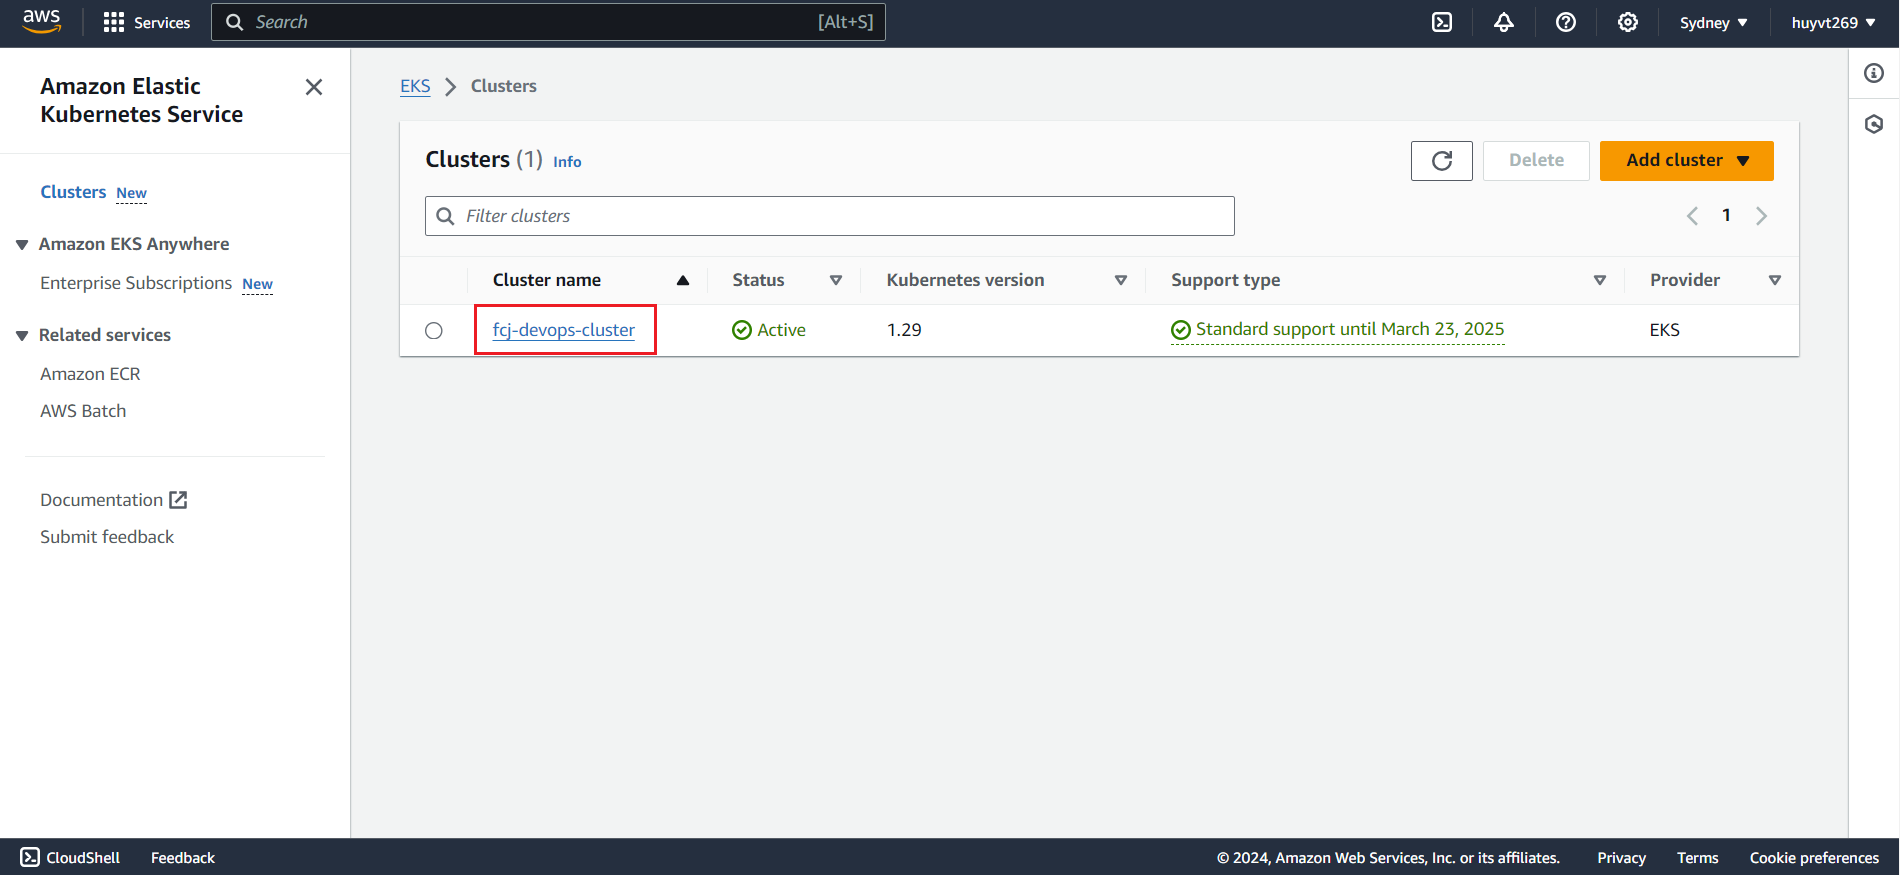 aws Services Search [Alt+S] Sydney huyvt269
Amazon Elastic
Kubernetes Service
Clusters New
Amazon EKS Anywhere
Enterprise Subscriptions New
Related services
Amazon ECR
AWS Batch
Documentation
Submit feedback
EKS Clusters
Clusters (1) Info
Delete Add cluster
Filter clusters
1
Cluster name Status Kubernetes version Support type Provider
fcj-devops-cluster Active 1.29 Standard support until March 23, 2025 EKS
CloudShell Feedback © 2024, Amazon Web Services, Inc. or its affiliates. Privacy Terms Cookie preferences